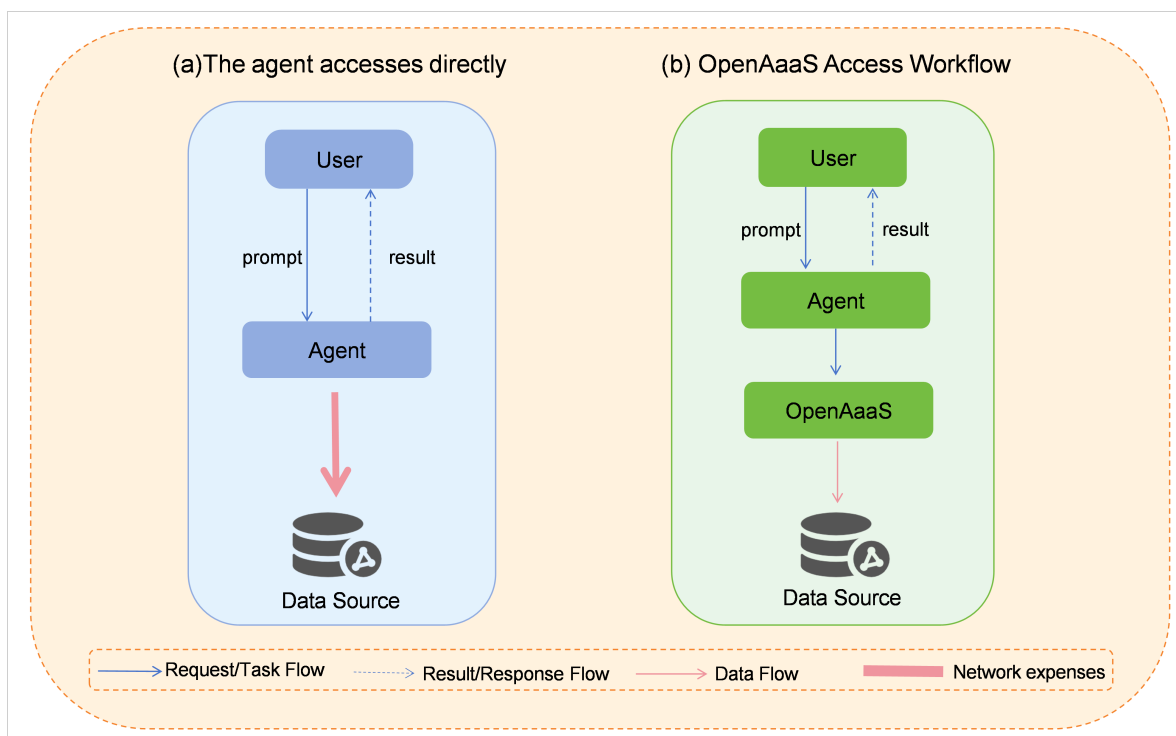 (a)The agent accesses directly
User
prompt
result
Agent
Data Source
(b) OpenAaaS Access Workflow
User
prompt
result
Agent
OpenAaaS
Data Source
Request/Task Flow
Result/Response Flow
Data Flow
Network expenses